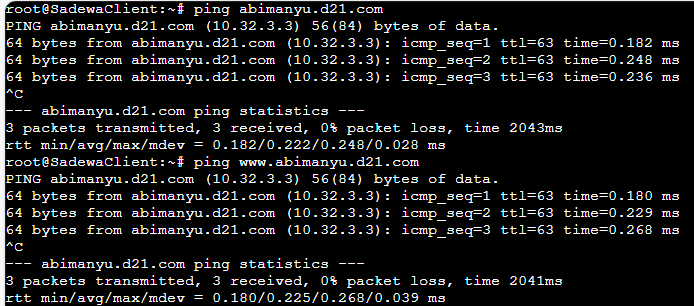 root@SadewaClient:~# ping abimanyu.d21.com
PING abimanyu.d21.com (10.32.3.3) 56(84) bytes of data.
64 bytes from abimanyu.d21.com (10.32.3.3): icmp_seq=1 ttl=63 time=0.182 ms
64 bytes from abimanyu.d21.com (10.32.3.3): icmp_seq=2 ttl=63 time=0.248 ms
64 bytes from abimanyu.d21.com (10.32.3.3): icmp_seq=3 ttl=63 time=0.236 ms
^C
--- abimanyu.d21.com ping statistics ---
3 packets transmitted, 3 received, 0% packet loss, time 2043ms
rtt min/avg/max/mdev = 0.182/0.222/0.248/0.028 ms
root@SadewaClient:~# ping www.abimanyu.d21.com
PING abimanyu.d21.com (10.32.3.3) 56(84) bytes of data.
64 bytes from abimanyu.d21.com (10.32.3.3): icmp_seq=1 ttl=63 time=0.180 ms
64 bytes from abimanyu.d21.com (10.32.3.3): icmp_seq=2 ttl=63 time=0.229 ms
64 bytes from abimanyu.d21.com (10.32.3.3): icmp_seq=3 ttl=63 time=0.268 ms
^C
--- abimanyu.d21.com ping statistics ---
3 packets transmitted, 3 received, 0% packet loss, time 2041ms
rtt min/avg/max/mdev = 0.180/0.225/0.268/0.039 ms